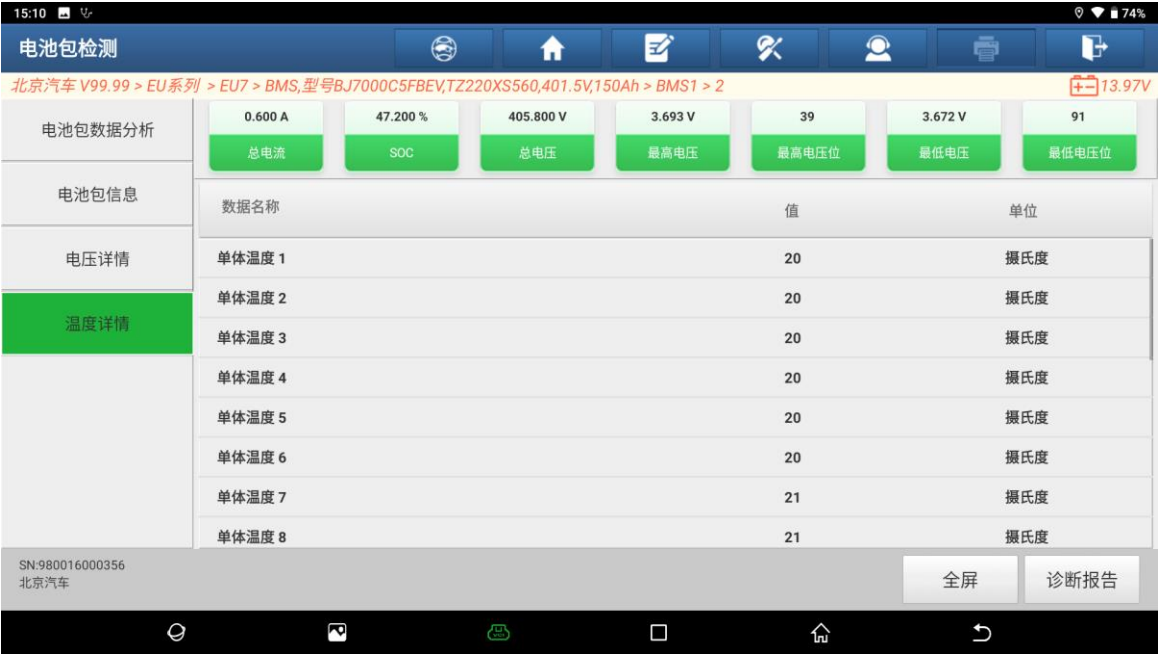 15:10
74%
电池包检测
北京汽车 V99.99 > EU系列 > EU7 > BMS,型号BJ7000C5FBEV,TZ220XS560,401.5V,150Ah > BMS1 > 2
13.97V
电池包数据分析
电池包信息
电压详情
温度详情
0.600 A 47.200 % 405.800 V 3.693 V 39 3.672 V 91
总电流 SOC 总电压 最高电压 最高电压位 最低电压 最低电压位
数据名称 值 单位
单体温度 1 20 摄氏度
单体温度 2 20 摄氏度
单体温度 3 20 摄氏度
单体温度 4 20 摄氏度
单体温度 5 20 摄氏度
单体温度 6 20 摄氏度
单体温度 7 21 摄氏度
单体温度 8 21 摄氏度
SN:980016000356
北京汽车
全屏
诊断报告